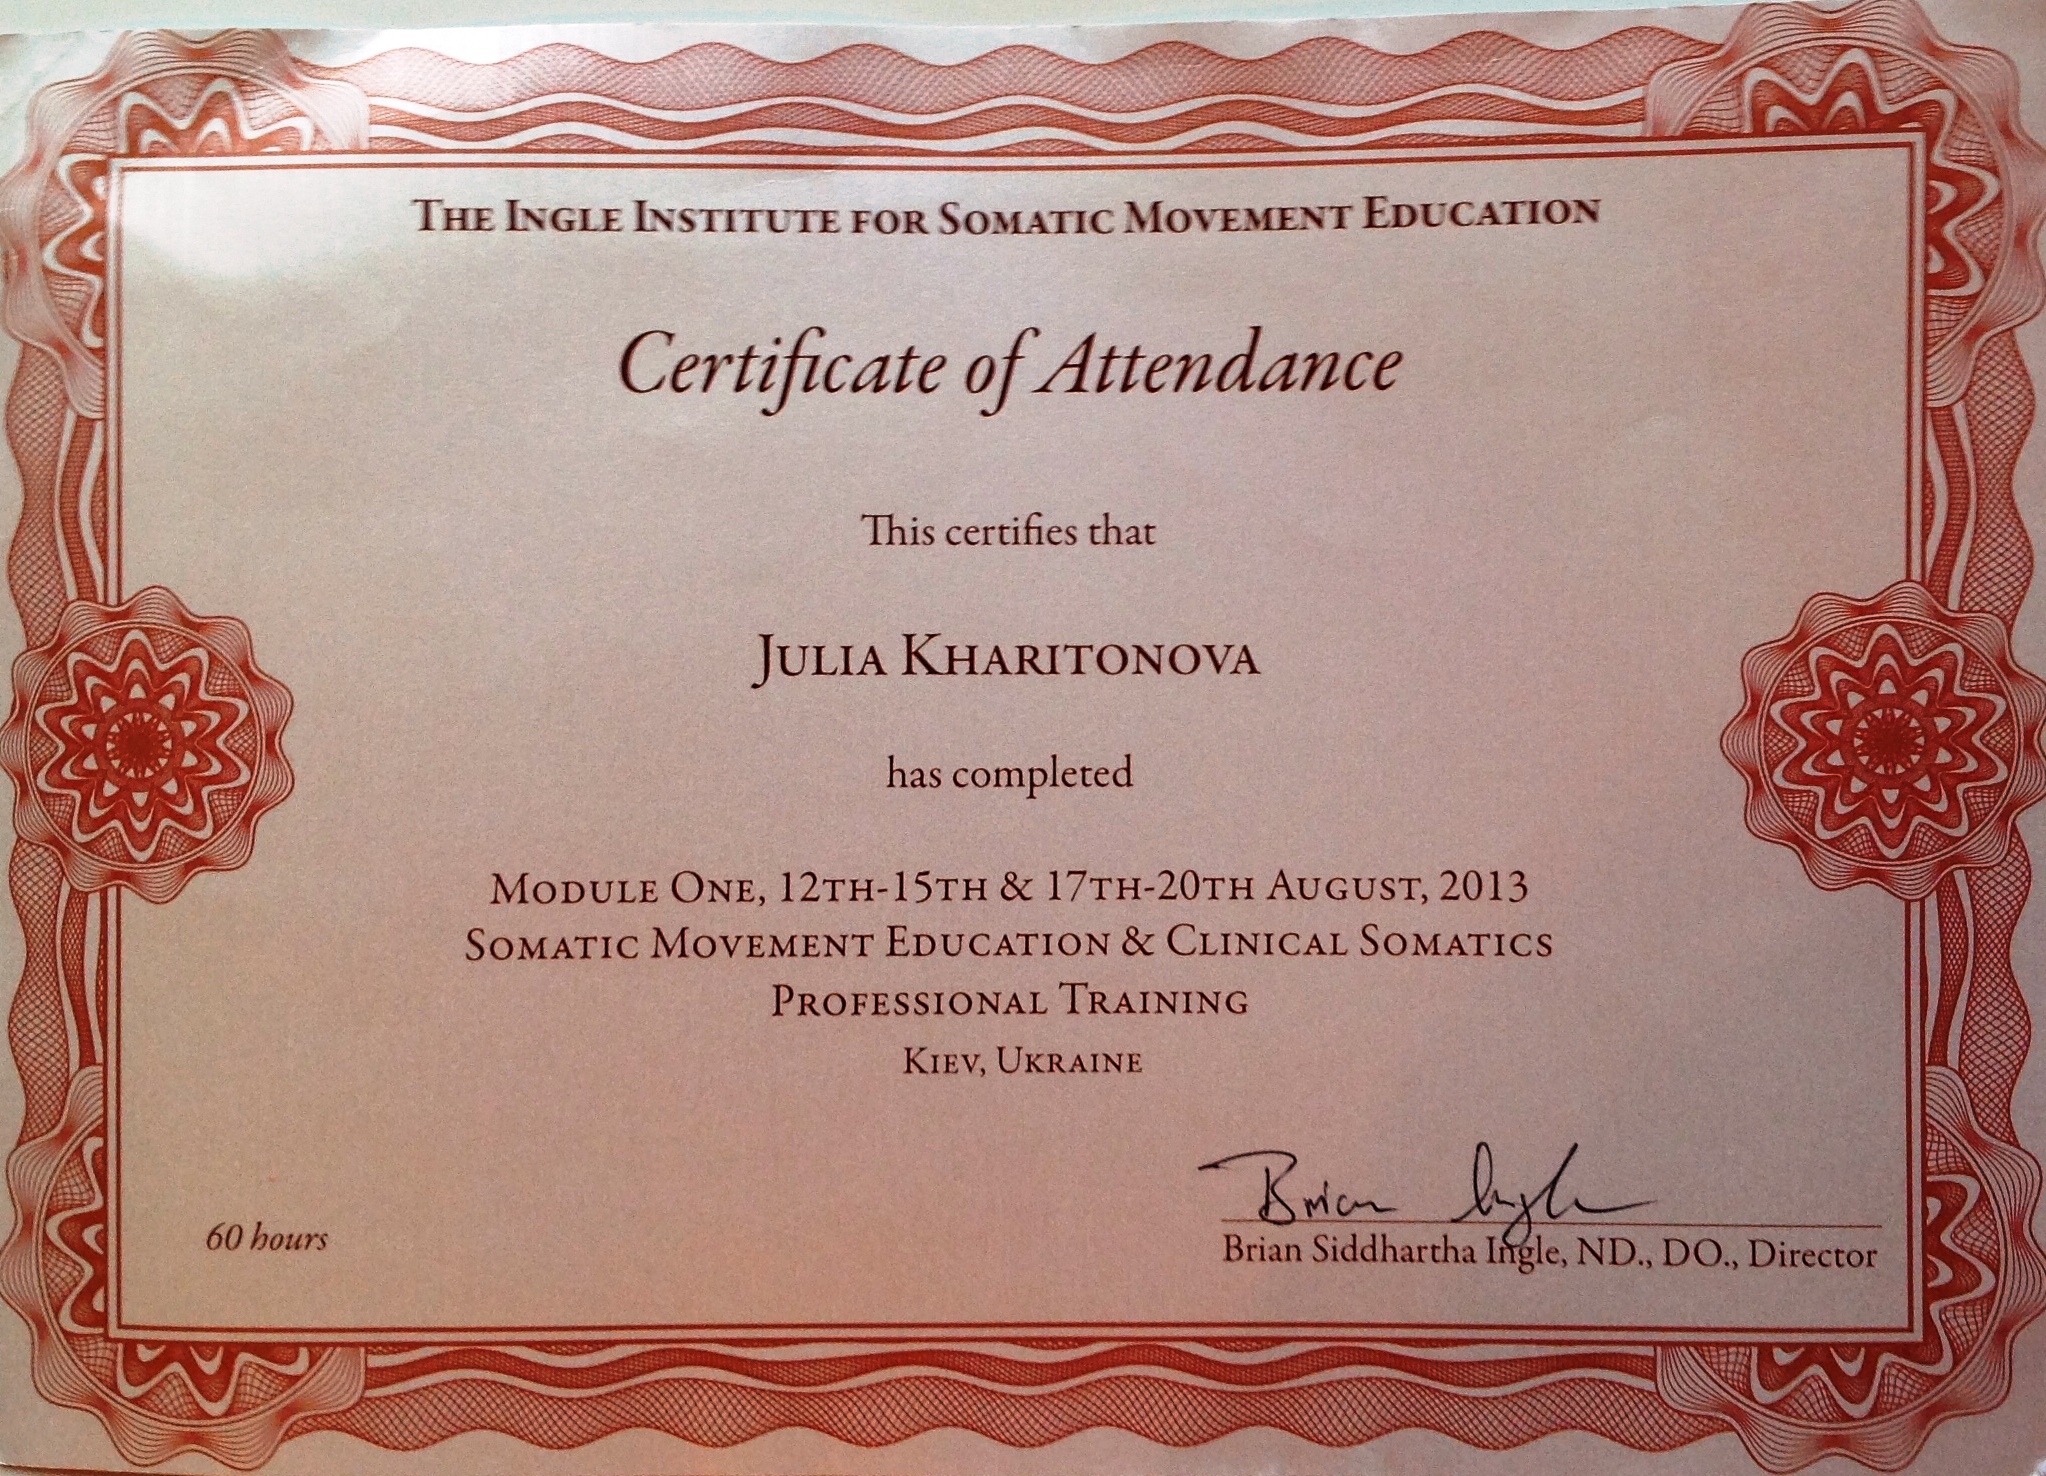 The Ingle Institute for Somatic Movement Education
Certificate of Attendance
This certifies that
Julia Kharitonova
has completed
Module One, 12th-15th & 17th-20th August, 2013
Somatic Movement Education & Clinical Somatics
Professional Training
Kiev, Ukraine
Brian Ingle
60 hours
Brian Siddhartha Ingle, ND., DO., Director